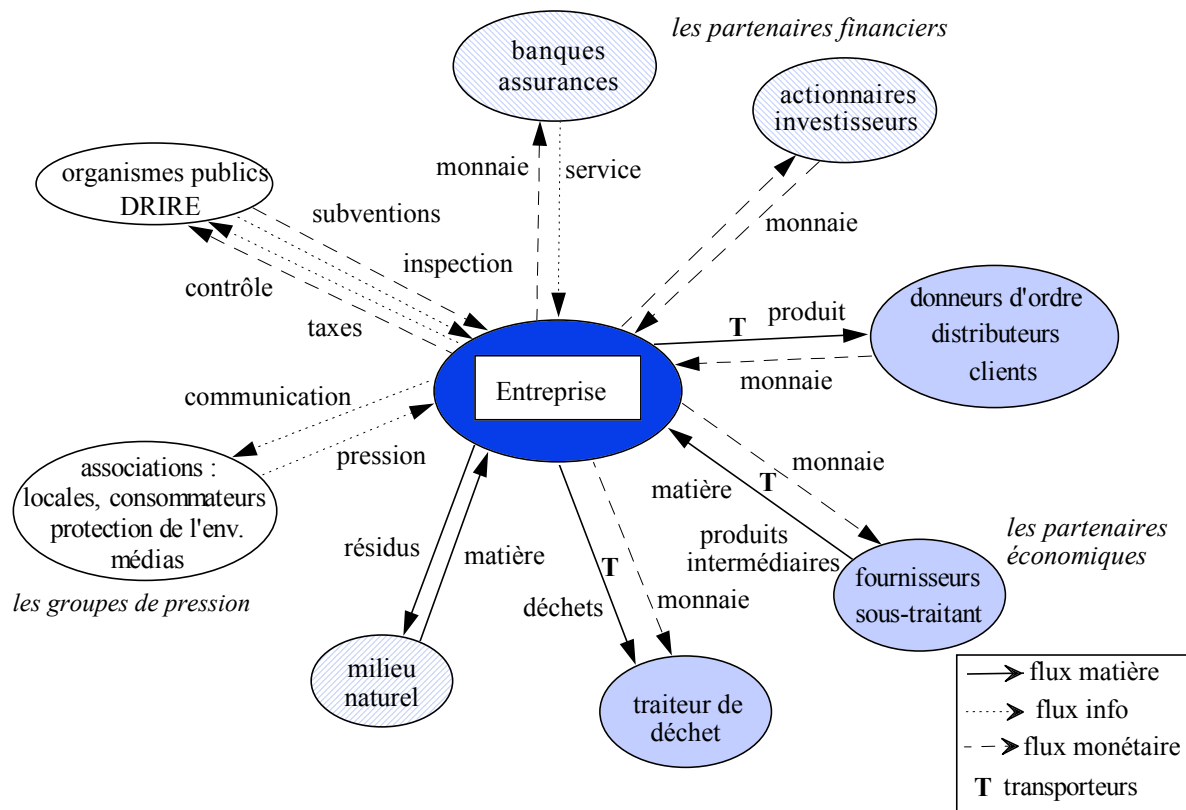 les partenaires financiers
banques
assurances
actionnaires
investisseurs
organismes publics
DRIRE
monnaie
service
subventions
monnaie
inspection
contrôle
taxes
produit
T
donneurs d'ordre
distributeurs
clients
monnaie
Entreprise
communication
pression
associations :
locales, consommateurs
protection de l'env.
médias
les groupes de pression
monnaie
T
matière
produits
intermédiaires
les partenaires
économiques
fournisseurs
sous-traitant
résidus
matière
T
déchets
monnaie
milieu
naturel
traiteur de
déchet
flux matière
flux info
flux monétaire
T transporteurs